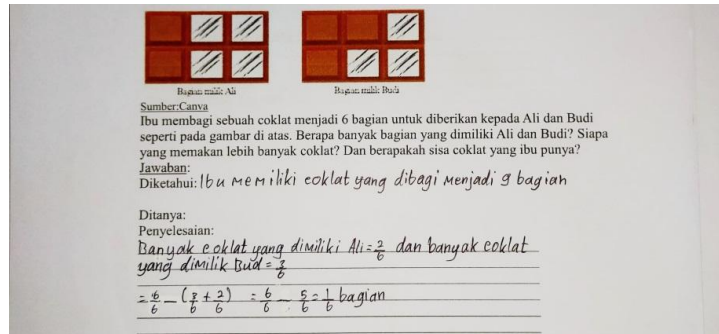 Bagian milik Ali Bagian milik Budi
Sumber:Canva
Ibu membagi sebuah coklat menjadi 6 bagian untuk diberikan kepada Ali dan Budi
seperti pada gambar di atas. Berapa banyak bagian yang dimiliki Ali dan Budi? Siapa
yang memakan lebih banyak coklat? Dan berapakah sisa coklat yang ibu punya?
Jawaban:
Diketahui: Ibu memiliki coklat yang dibagi menjadi 9 bagian
Ditanya:
Penyelesaian:
Banyak coklat yang dimiliki Ali = 2/6 dan banyak coklat
yang dimilik Bud = 3/6
= 6/6 - (3/6 + 2/6) = 6/6 - 5/6 = 1/6 bagian